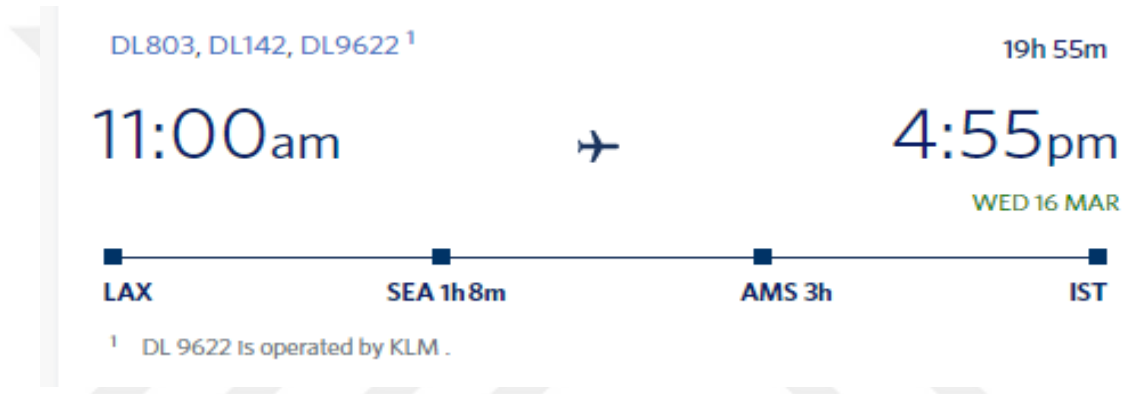 DL803, DL142, DL9622 ¹
19h 55m
11:00am
4:55pm
WED 16 MAR
LAX
SEA 1h 8m
AMS 3h
IST
¹ DL 9622 is operated by KLM .